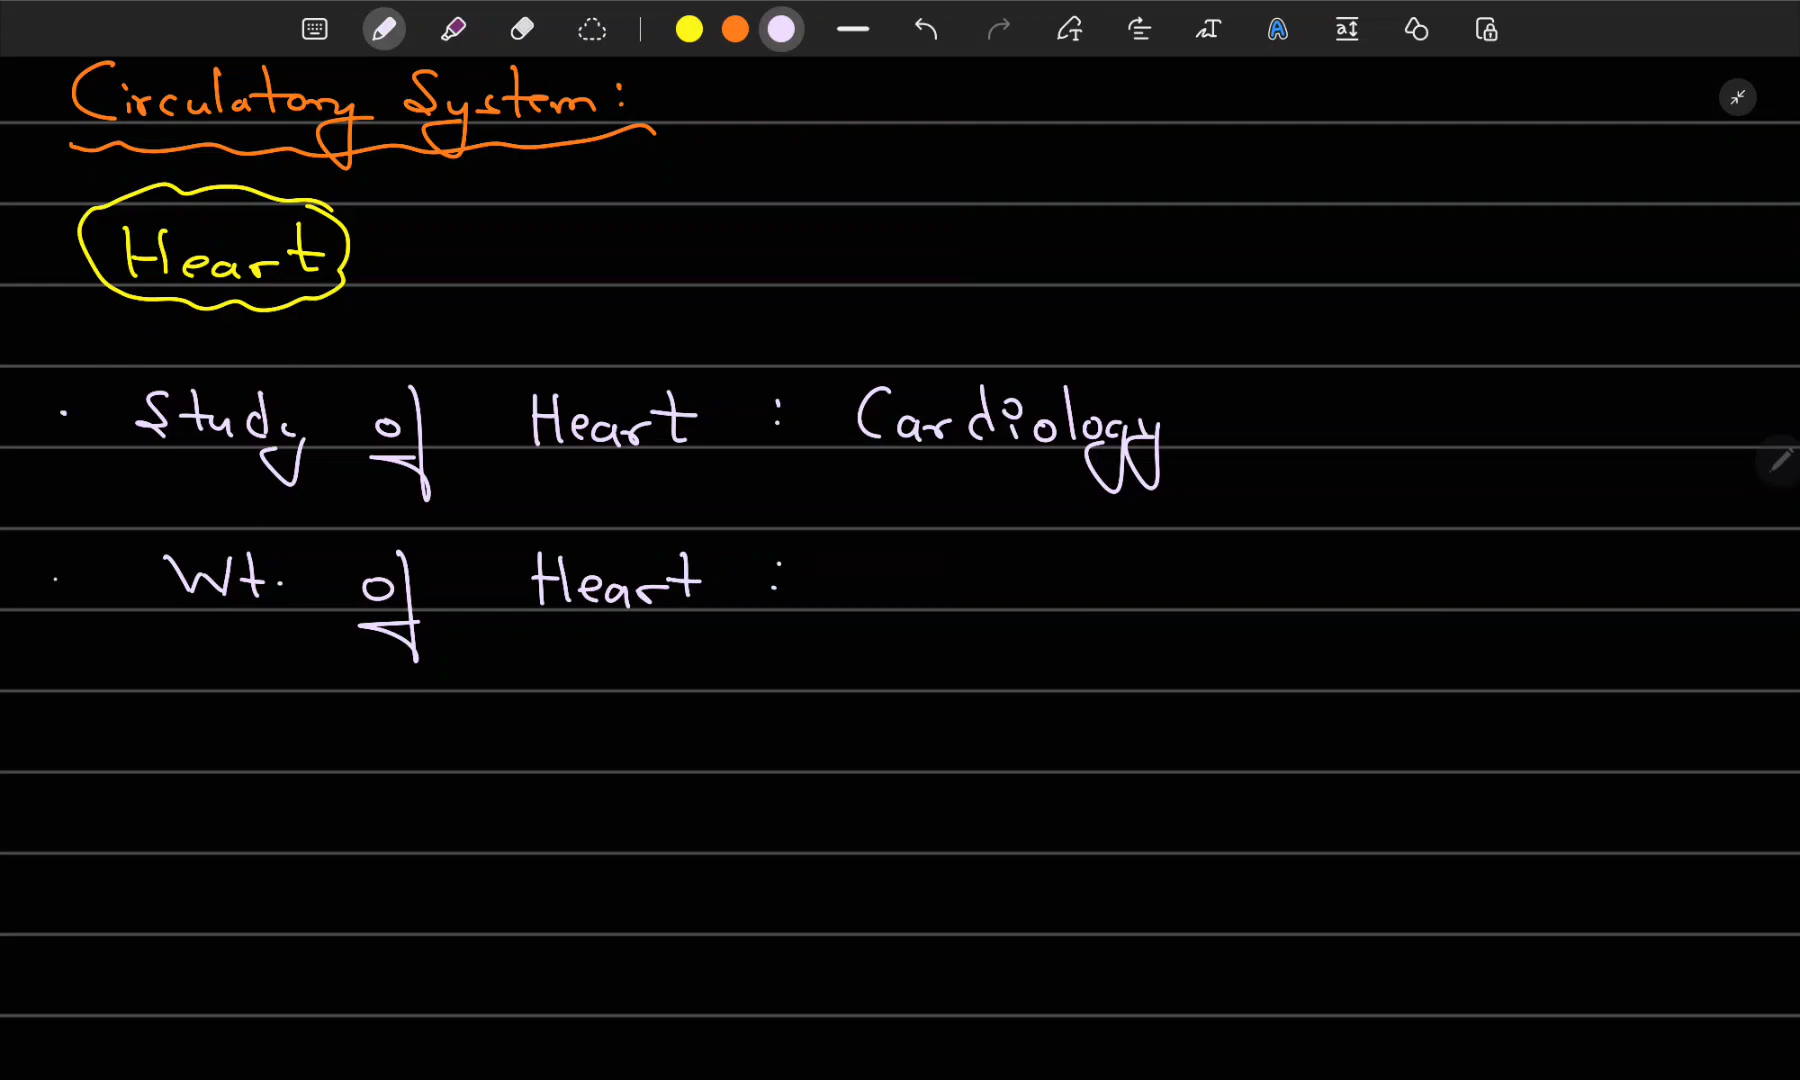 Circulatory System:
Heart
· Study of Heart : Cardiology
· Wt. of Heart :